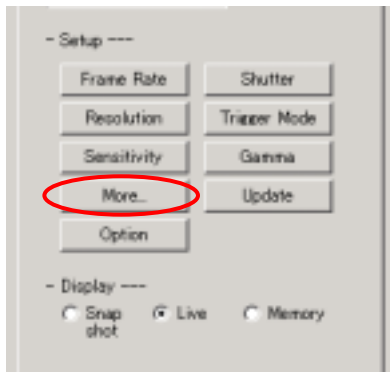 - Setup ---
Frame Rate Shutter
Resolution Trigger Mode
Sensitivity Gamma
More... Update
Option
- Display ---
Snap shot Live Memory